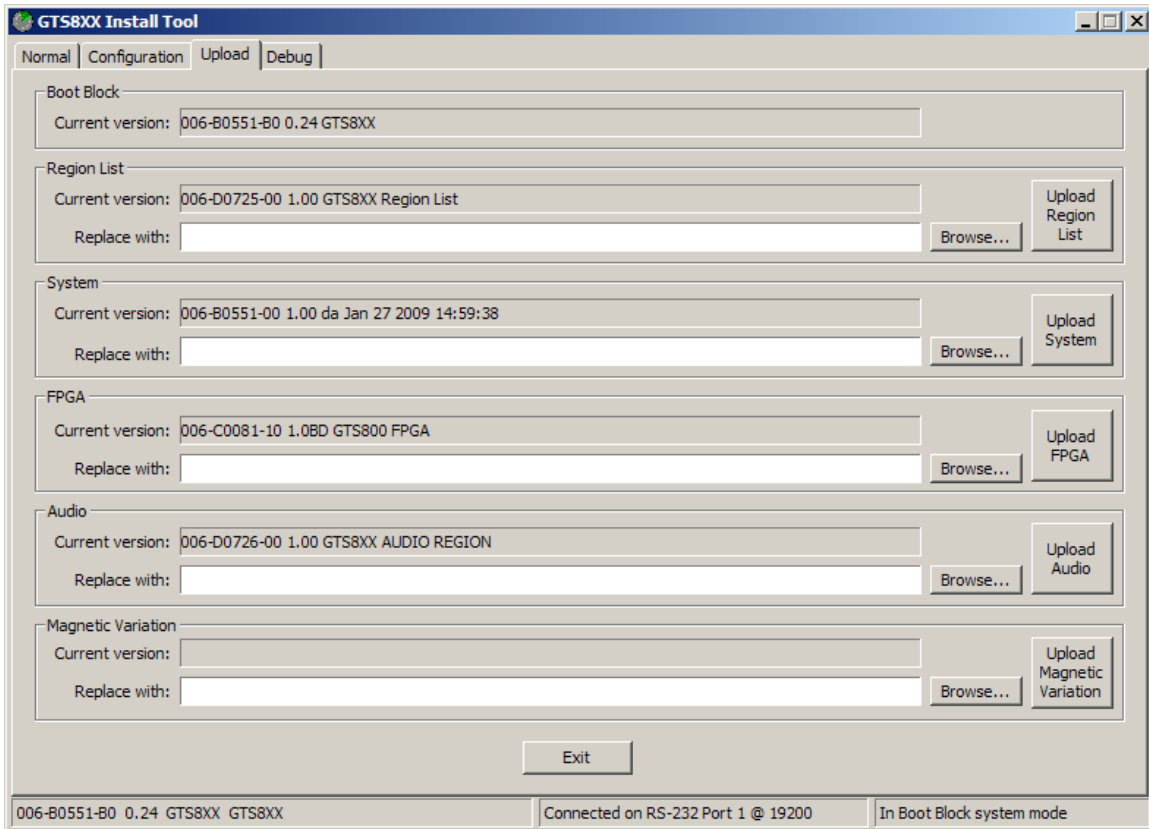 GTS8XX Install Tool
Normal Configuration Upload Debug
Boot Block
Current version: 006-B0551-B0 0.24 GTS8XX
Region List
Current version: 006-D0725-00 1.00 GTS8XX Region List
Replace with: Browse...
Upload
Region
List
System
Current version: 006-B0551-00 1.00 da Jan 27 2009 14:59:38
Replace with: Browse...
Upload
System
FPGA
Current version: 006-C0081-10 1.0BD GTS800 FPGA
Replace with: Browse...
Upload
FPGA
Audio
Current version: 006-D0726-00 1.00 GTS8XX AUDIO REGION
Replace with: Browse...
Upload
Audio
Magnetic Variation
Current version:
Replace with: Browse...
Upload
Magnetic
Variation
Exit
006-B0551-B0 0.24 GTS8XX GTS8XX Connected on RS-232 Port 1 @ 19200 In Boot Block system mode